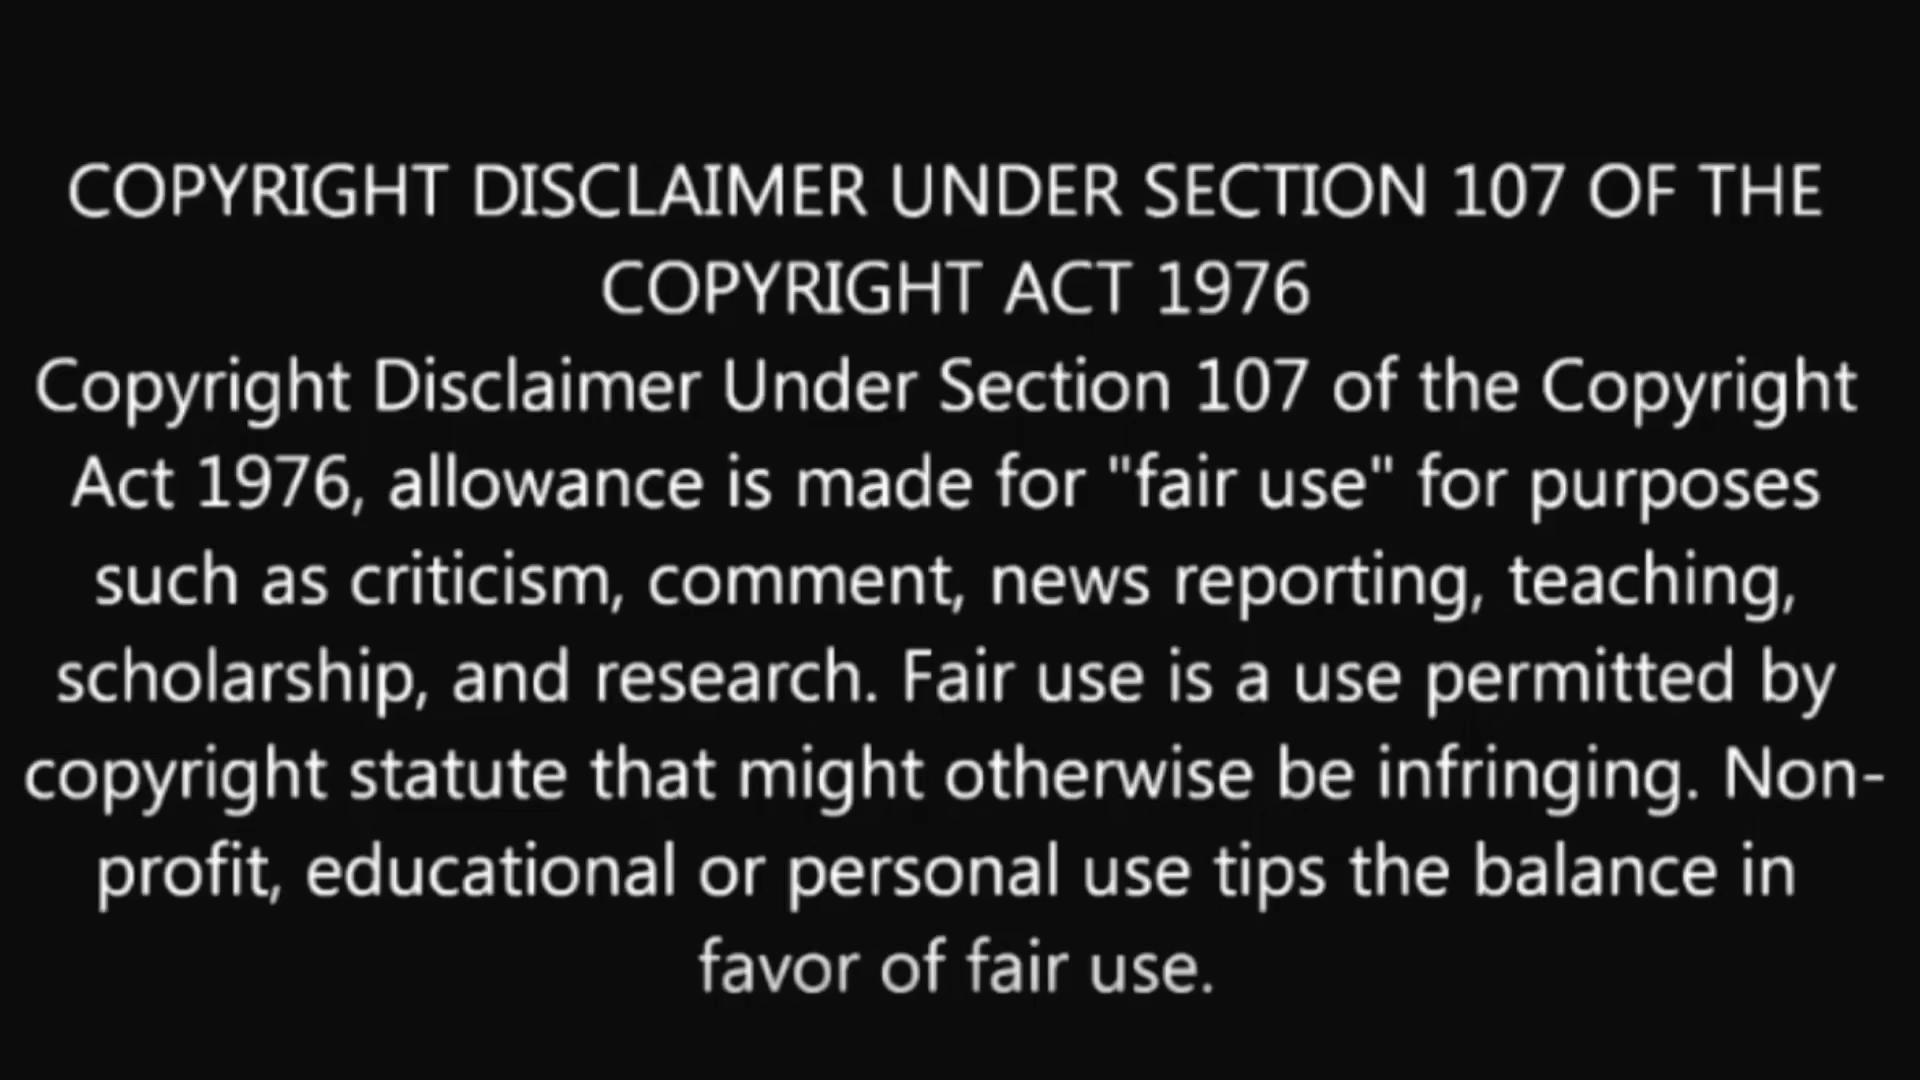 COPYRIGHT DISCLAIMER UNDER SECTION 107 OF THE
COPYRIGHT ACT 1976
Copyright Disclaimer Under Section 107 of the Copyright
Act 1976, allowance is made for "fair use" for purposes
such as criticism, comment, news reporting, teaching,
scholarship, and research. Fair use is a use permitted by
copyright statute that might otherwise be infringing. Non-
profit, educational or personal use tips the balance in
favor of fair use.